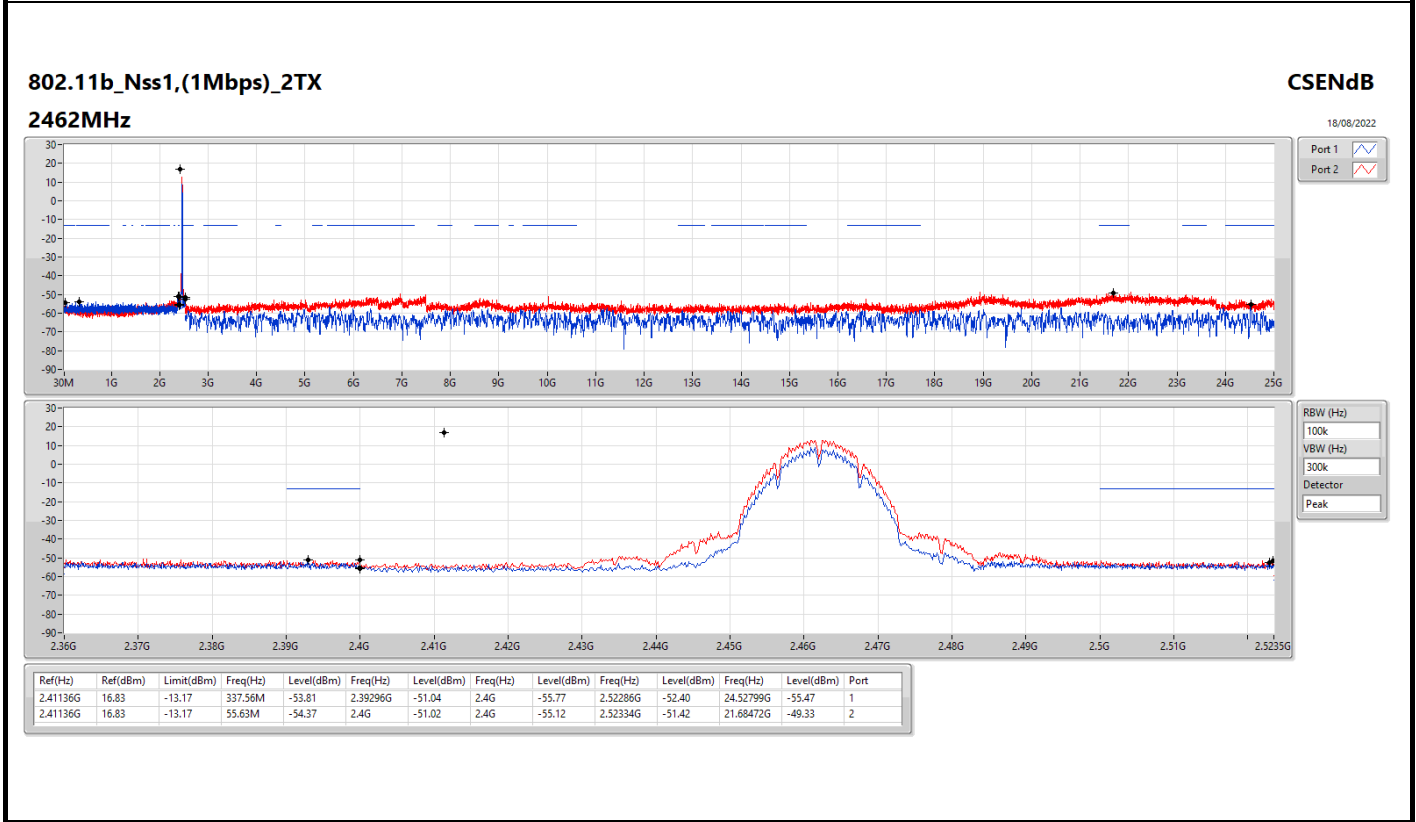 802.11b_Nss1,(1Mbps)_2TX
CSENdB
2462MHz
18/08/2022
30
20
10
0
-10
-20
-30
-40
-50
-60
-70
-80
-90
30M 1G 2G 3G 4G 5G 6G 7G 8G 9G 10G 11G 12G 13G 14G 15G 16G 17G 18G 19G 20G 21G 22G 23G 24G 25G
Port 1
Port 2
30
20
10
0
-10
-20
-30
-40
-50
-60
-70
-80
-90
2.36G 2.37G 2.38G 2.39G 2.4G 2.41G 2.42G 2.43G 2.44G 2.45G 2.46G 2.47G 2.48G 2.49G 2.5G 2.51G 2.5235G
RBW (Hz)
100k
VBW (Hz)
300k
Detector
Peak
Ref(Hz) Ref(dBm) Limit(dBm) Freq(Hz) Level(dBm) Freq(Hz) Level(dBm) Freq(Hz) Level(dBm) Freq(Hz) Level(dBm) Freq(Hz) Level(dBm) Port
2.41136G 16.83 -13.17 337.56M -53.81 2.39296G -51.04 2.4G -55.77 2.52286G -52.40 24.52799G -55.47 1
2.41136G 16.83 -13.17 55.63M -54.37 2.4G -51.02 2.4G -55.12 2.52334G -51.42 21.68472G -49.33 2